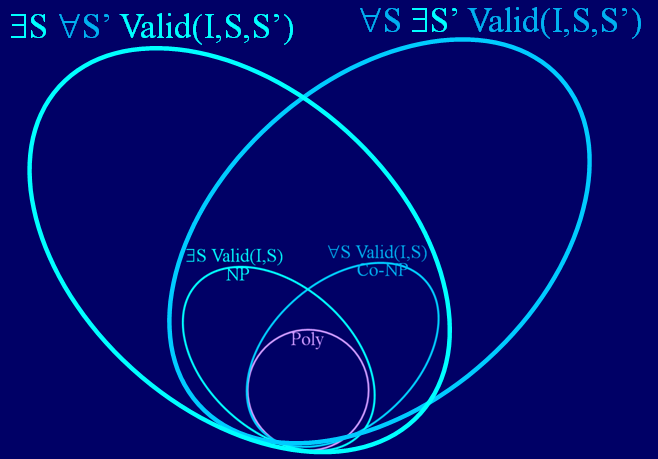 ∃S ∀S’ Valid(I,S,S’)
∀S ∃S’ Valid(I,S,S’)
∃S Valid(I,S)
NP
∀S Valid(I,S)
Co-NP
Poly